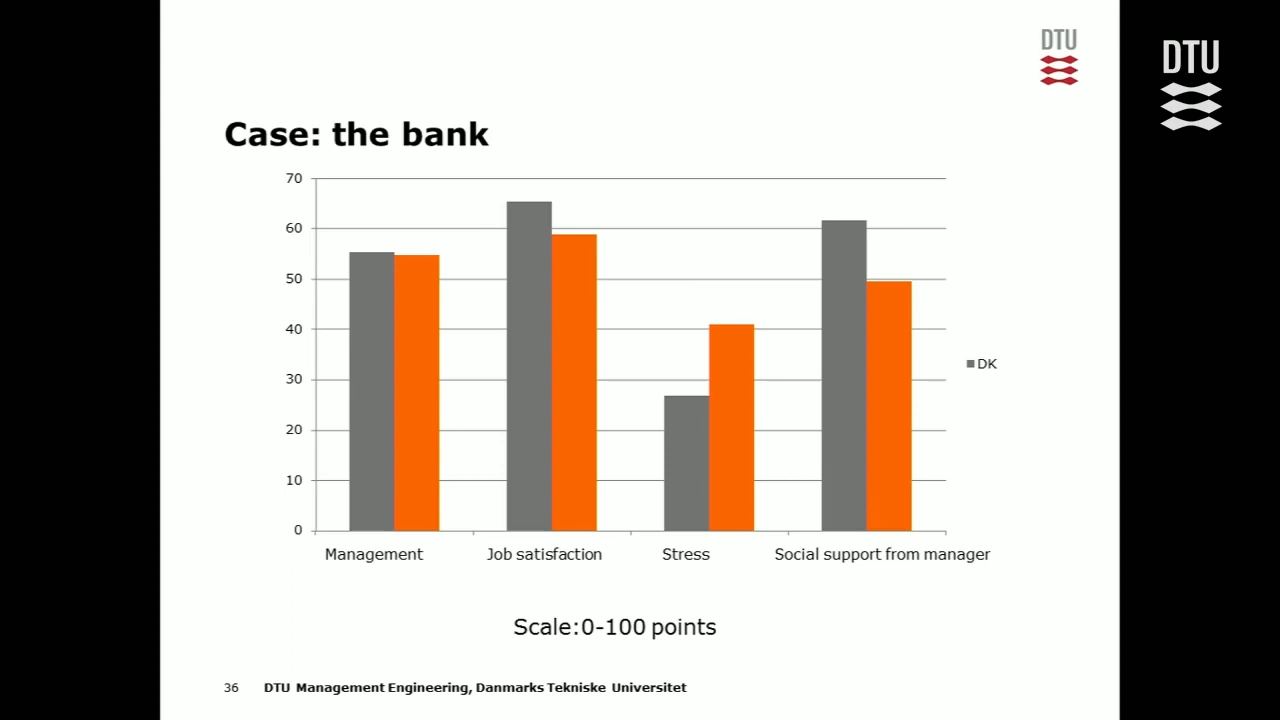 DTU
DTU
Case: the bank
70
60
50
40
30
20
10
0
DK
Management
Job satisfaction
Stress
Social support from manager
Scale:0-100 points
36 DTU Management Engineering, Danmarks Tekniske Universitet